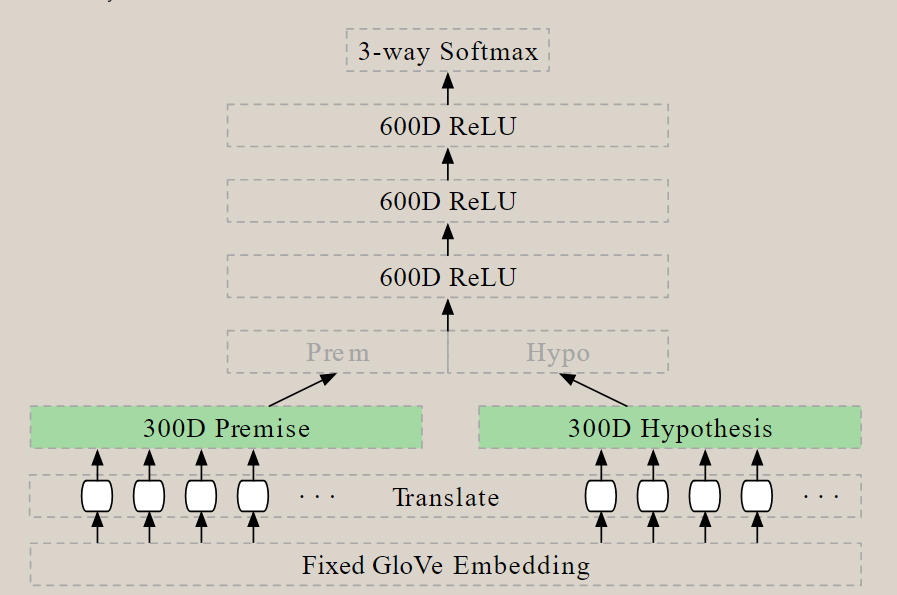 3-way Softmax
600D ReLU
600D ReLU
600D ReLU
Prem Hypo
300D Premise 300D Hypothesis
··· Translate ···
Fixed GloVe Embedding